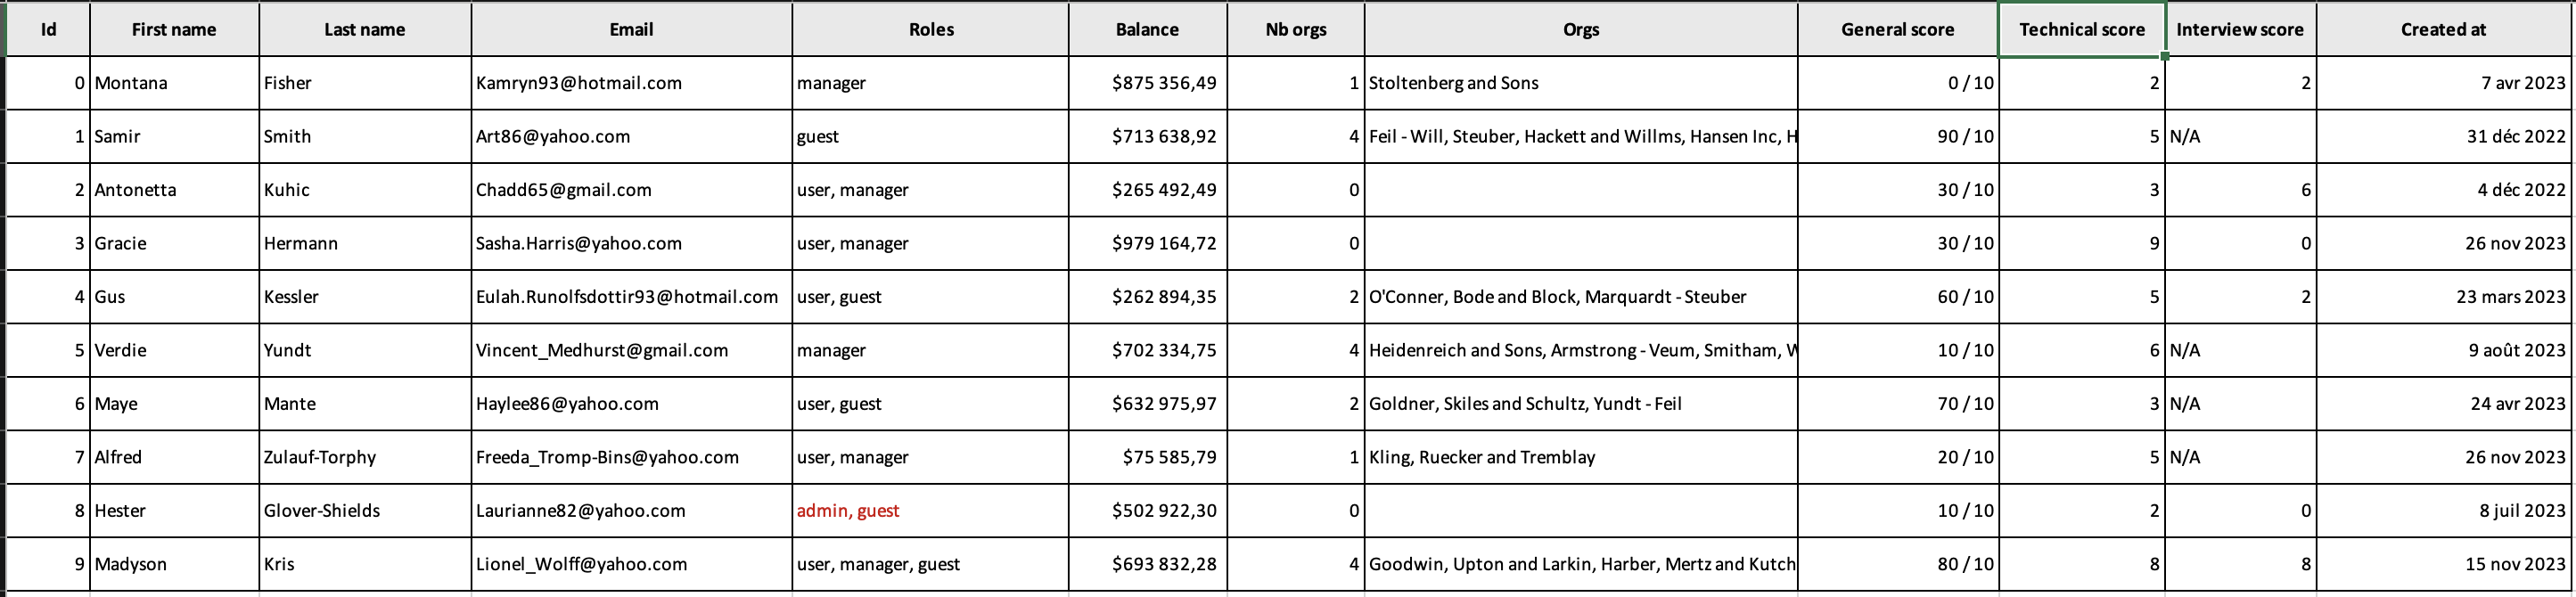 Id First name Last name Email Roles Balance Nb orgs Orgs General score Technical score Interview score Created at
0 Montana Fisher Kamryn93@hotmail.com manager $875 356,49 1 Stoltenberg and Sons 0 / 10 2 2 7 avr 2023
1 Samir Smith Art86@yahoo.com guest $713 638,92 4 Feil - Will, Steuber, Hackett and Willms, Hansen Inc, H 90 / 10 5 N/A 31 déc 2022
2 Antonetta Kuhic Chadd65@gmail.com user, manager $265 492,49 0 30 / 10 3 6 4 déc 2022
3 Gracie Hermann Sasha.Harris@yahoo.com user, manager $979 164,72 0 30 / 10 9 0 26 nov 2023
4 Gus Kessler Eulah.Runolfsdottir93@hotmail.com user, guest $262 894,35 2 O'Conner, Bode and Block, Marquardt - Steuber 60 / 10 5 2 23 mars 2023
5 Verdie Yundt Vincent_Medhurst@gmail.com manager $702 334,75 4 Heidenreich and Sons, Armstrong - Veum, Smitham, 10 / 10 6 N/A 9 août 2023
6 Maye Mante Haylee86@yahoo.com user, guest $632 975,97 2 Goldner, Skiles and Schultz, Yundt - Feil 70 / 10 3 N/A 24 avr 2023
7 Alfred Zulauf-Torphy Freeda_Tromp-Bins@yahoo.com user, manager $75 585,79 1 Kling, Ruecker and Tremblay 20 / 10 5 N/A 26 nov 2023
8 Hester Glover-Shields Laurianne82@yahoo.com admin, guest $502 922,30 0 10 / 10 2 0 8 juil 2023
9 Madyson Kris Lionel_Wolff@yahoo.com user, manager, guest $693 832,28 4 Goodwin, Upton and Larkin, Harber, Mertz and Kutch 80 / 10 8 8 15 nov 2023